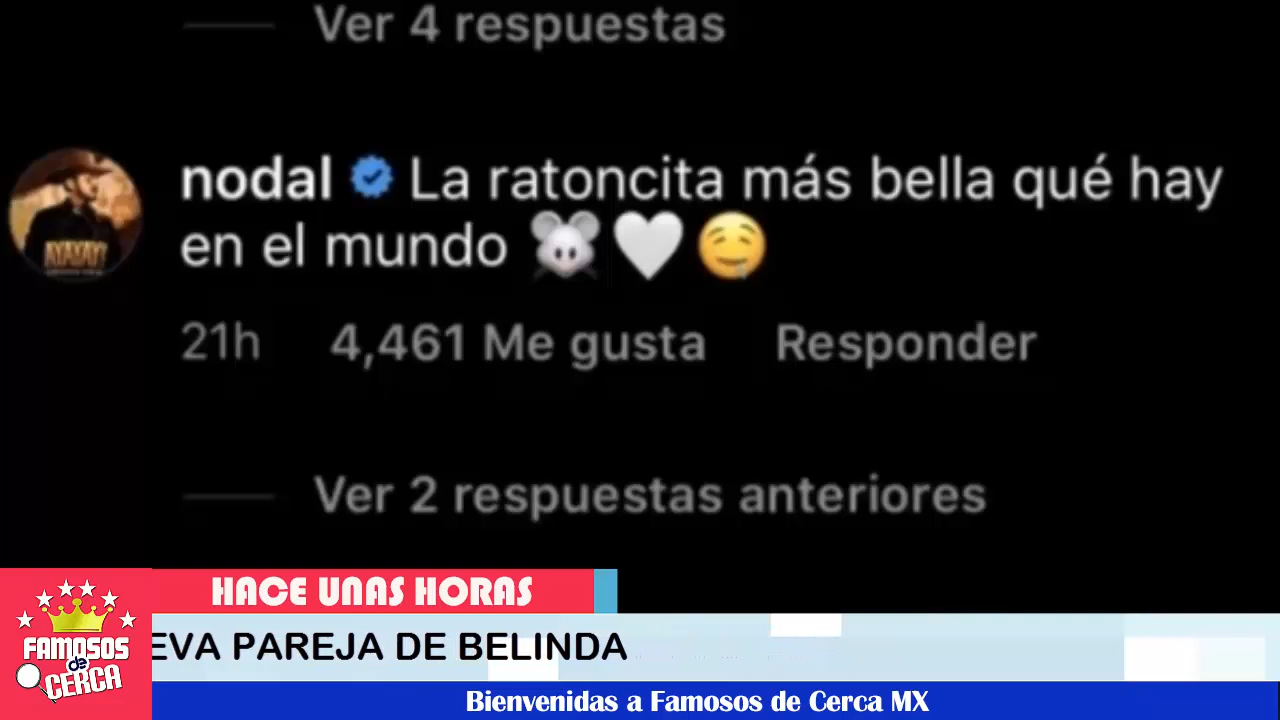 Ver 4 respuestas
nodal La ratoncita más bella qué hay
en el mundo 🐭🤍🤤
21h 4,461 Me gusta Responder
Ver 2 respuestas anteriores
HACE UNAS HORAS
EVA PAREJA DE BELINDA
FAMOSOS
de
CERCA
Bienvenidas a Famosos de Cerca MX